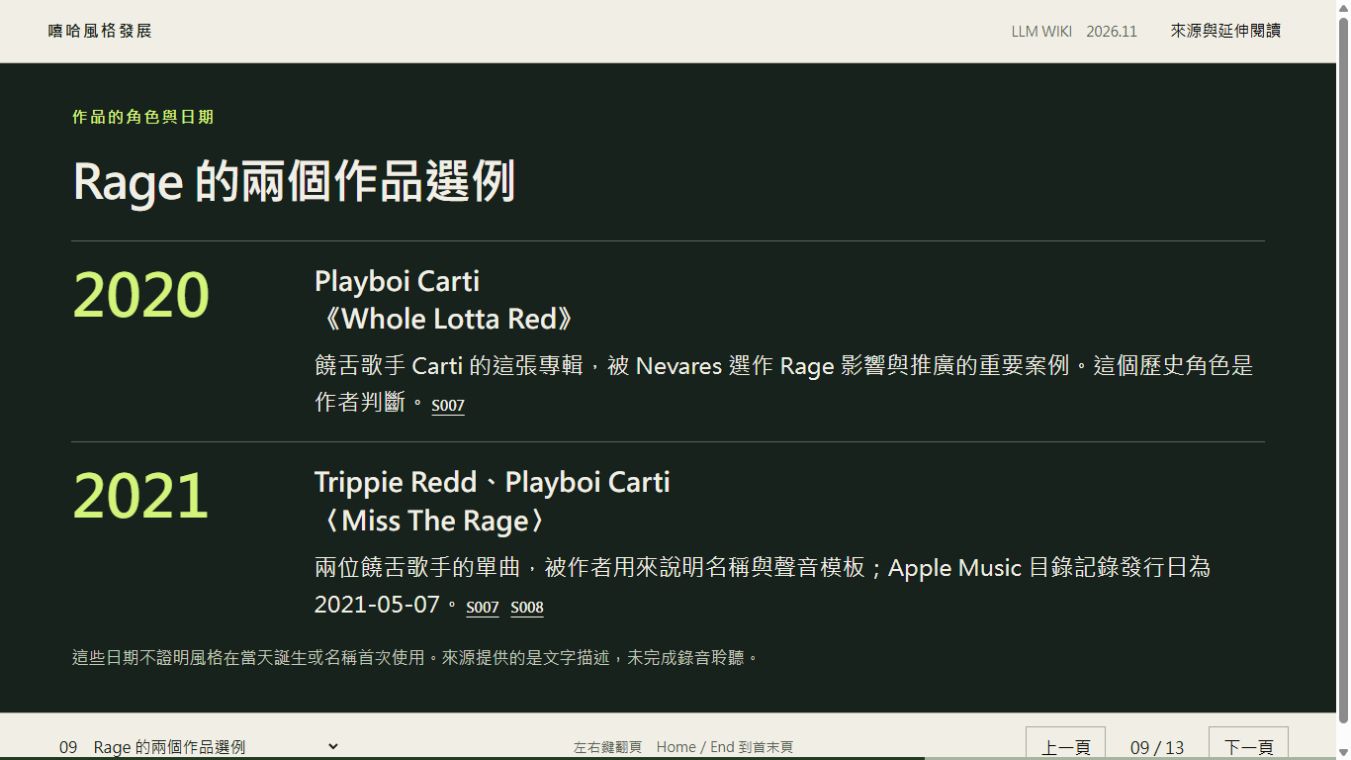 嘻哈風格發展
LLM WIKI 2026.11 來源與延伸閱讀
作品的角色與日期
Rage 的兩個作品選例
2020
Playboi Carti
《Whole Lotta Red》
饒舌歌手 Carti 的這張專輯，被 Nevares 選作 Rage 影響與推廣的重要案例。這個歷史角色是
作者判斷。 S007
2021
Trippie Redd、Playboi Carti
〈Miss The Rage〉
兩位饒舌歌手的單曲，被作者用來說明名稱與聲音模板；Apple Music 目錄記錄發行日為
2021-05-07。 S007 S008
這些日期不證明風格在當天誕生或名稱首次使用。來源提供的是文字描述，未完成錄音聆聽。
09 Rage 的兩個作品選例
左右鍵翻頁 Home / End 到首末頁
上一頁 09 / 13 下一頁